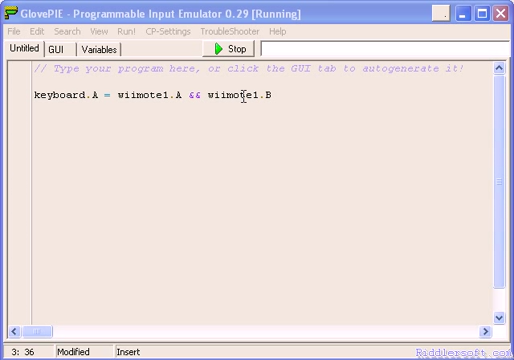 GlovePIE - Programmable Input Emulator 0.29 [Running]
File Edit Search View Run! CP-Settings TroubleShooter Help
Untitled GUI Variables Stop
// Type your program here, or click the GUI tab to autogenerate it!
keyboard.A = wiimote1.A && wiimote1.B
3: 36 Modified Insert
Riddlersoft.com